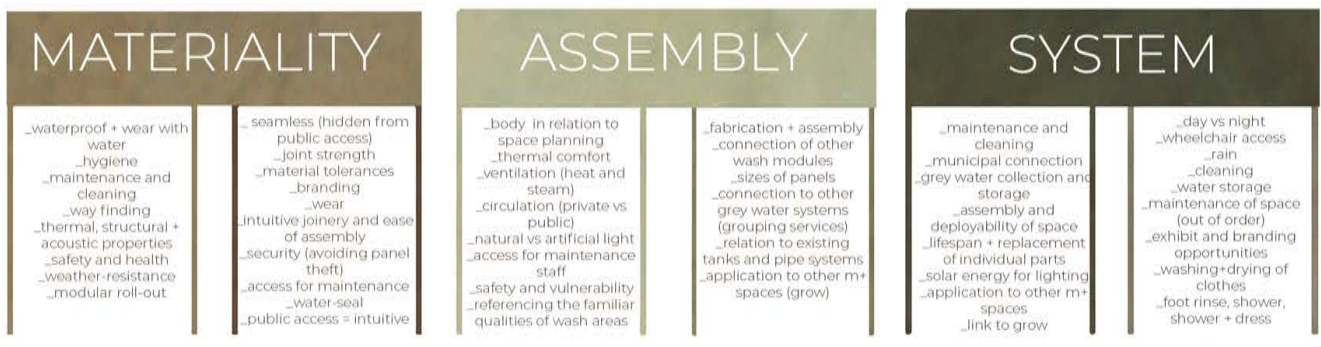 MATERIALITY
_waterproof + wear with
water
_hygiene
_maintenance and
cleaning
_way finding
_thermal, structural +
acoustic properties
_safety and health
_weather-resistance
_modular roll-out
_ seamless (hidden from
public access)
_joint strength
_material tolerances
_branding
_wear
_intuitive joinery and ease
of assembly
_security (avoiding panel
theft)
_access for maintenance
_water-seal
_public access = intuitive
ASSEMBLY
_body in relation to
space planning
_thermal comfort
_ventilation (heat and
steam)
_circulation (private vs
public)
_natural vs artificial light
_access for maintenance
staff
_safety and vulnerability
_referencing the familiar
qualities of wash areas
_fabrication + assembly
_connection of other
wash modules
_sizes of panels
_connection to other
grey water systems
(grouping services)
_relation to existing
tanks and pipe systems
_application to other m+
spaces (grow)
SYSTEM
_maintenance and
cleaning
_municipal connection
_grey water collection and
storage
_assembly and
deployability of space
_lifespan + replacement
of individual parts
_solar energy for lighting
_application to other m+
spaces
_link to grow
_day vs night
_wheelchair access
_rain
_cleaning
_water storage
_maintenance of space
(out of order)
_exhibit and branding
opportunities
_washing+drying of
clothes
_foot rinse, shower,
shower + dress